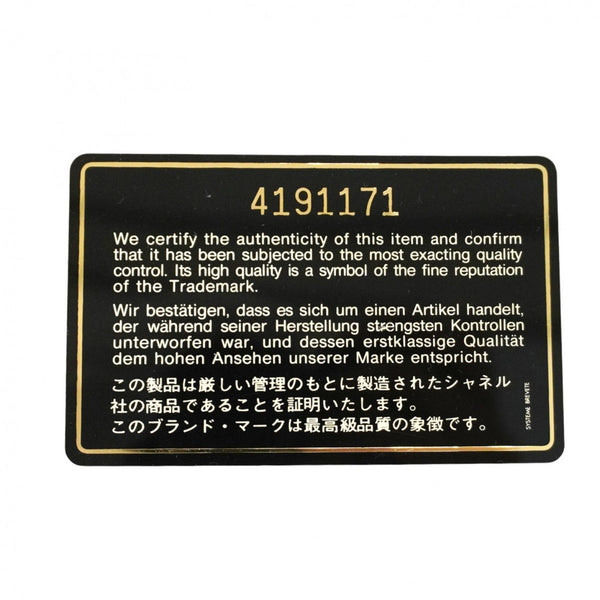 4191171
We certify the authenticity of this item and confirm
that it has been subjected to the most exacting quality
control. Its high quality is a symbol of the fine reputation
of the Trademark.
Wir bestätigen, dass es sich um einen Artikel handelt,
der während seiner Herstellung strengsten Kontrollen
unterworfen war, und dessen erstklassige Qualität
dem hohen Ansehen unserer Marke entspricht.
この製品は厳しい管理のもとに製造されたシャネル
社の商品であることを証明いたします。
このブランド・マークは最高級品質の象徴です。
SYSTEME BREVETE